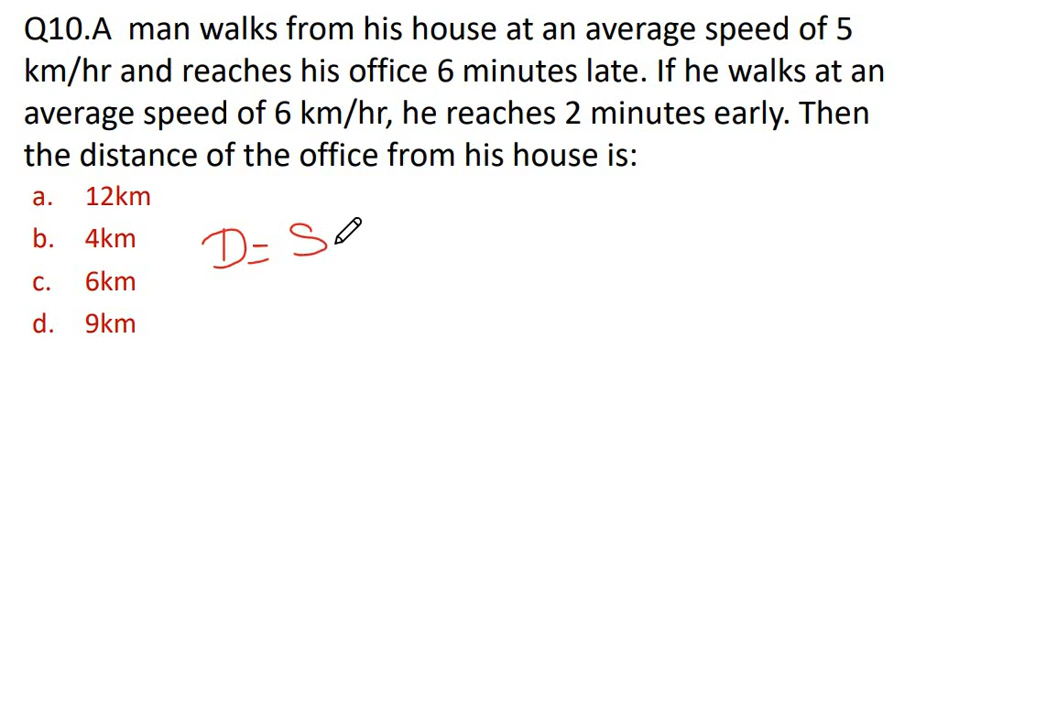 Q10.A  man walks from his house at an average speed of 5
km/hr and reaches his office 6 minutes late. If he walks at an
average speed of 6 km/hr, he reaches 2 minutes early. Then
the distance of the office from his house is:
a. 12km
b. 4km
c. 6km
d. 9km
D= S